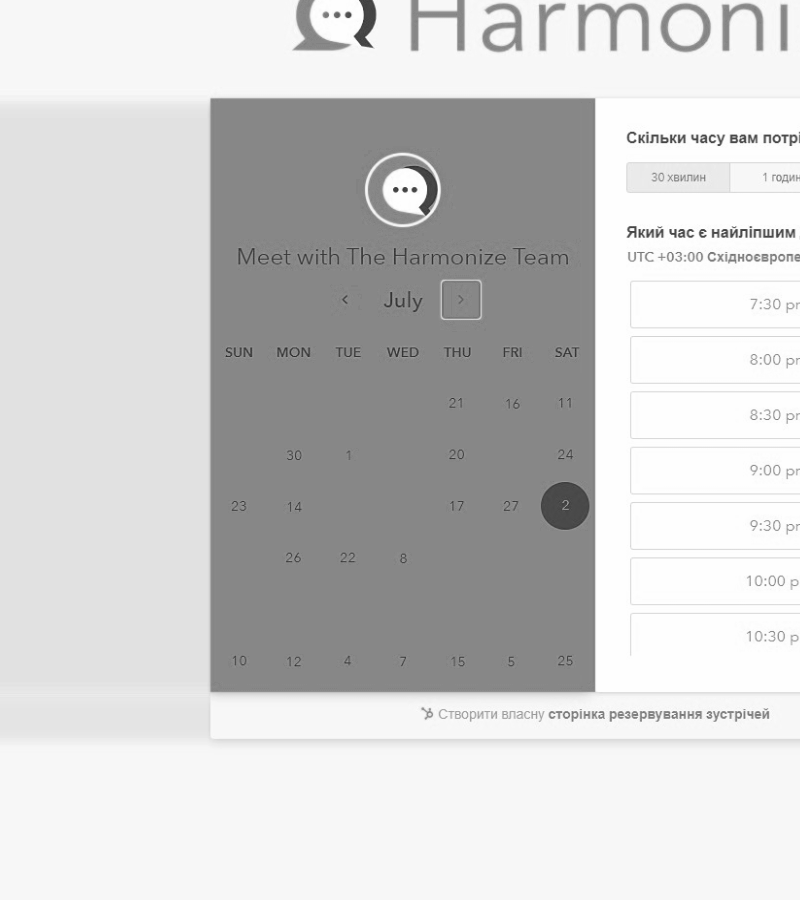 Harmoni
Meet with The Harmonize Team
July
SUN MON TUE WED THU FRI SAT
21 16 11
30 1 20 24
23 14 17 27 2
26 22 8
10 12 4 7 15 5 25
Скільки часу вам потрі
30 хвилин 1 годин
Який час є найліпшим
UTC +03:00 Східноєвропе
7:30 pr
8:00 pr
8:30 pr
9:00 pr
9:30 pr
10:00 p
10:30 p
Створити власну сторінка резервування зустрічей